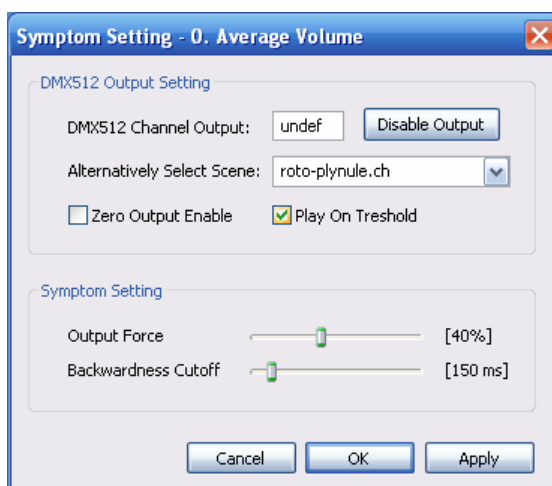 Symptom Setting - 0. Average Volume
DMX512 Output Setting
DMX512 Channel Output: undef Disable Output
Alternatively Select Scene: roto-plynule.ch
Zero Output Enable Play On Treshold
Symptom Setting
Output Force [40%]
Backwardness Cutoff [150 ms]
Cancel OK Apply